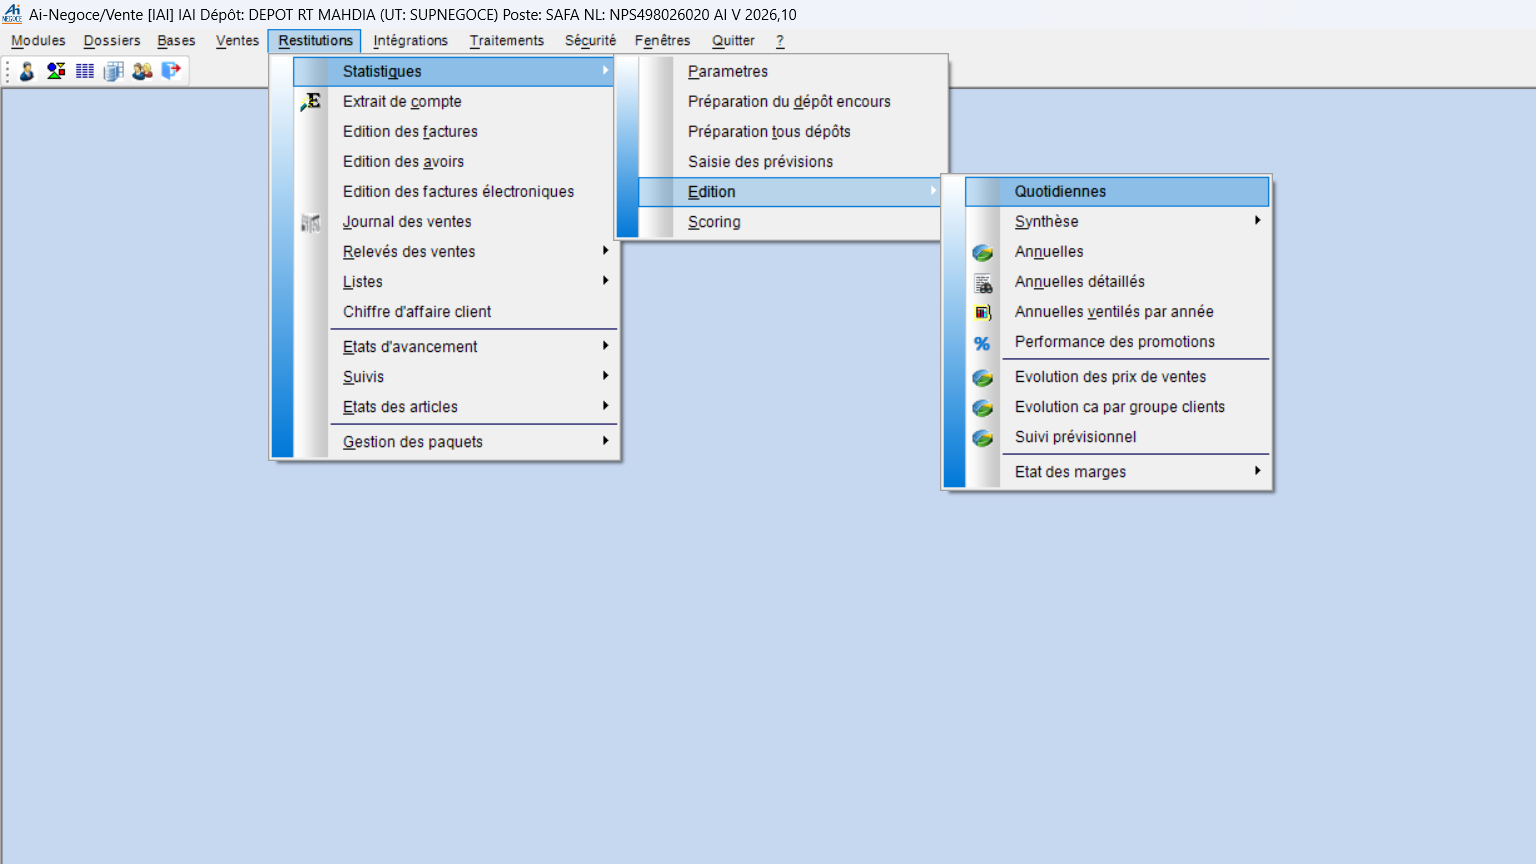 Ai-Negoce/Vente [IAI] IAI Dépôt: DEPOT RT MAHDIA (UT: SUPNEGOCE) Poste: SAFA NL: NPS498026020 AI V 2026,10
Modules Dossiers Bases Ventes Restitutions Intégrations Traitements Sécurité Fenêtres Quitter ?
Statistiques
Extrait de compte
Edition des factures
Edition des avoirs
Edition des factures électroniques
Journal des ventes
Relevés des ventes
Listes
Chiffre d'affaire client
Etats d'avancement
Suivis
Etats des articles
Gestion des paquets
Parametres
Préparation du dépôt encours
Préparation tous dépôts
Saisie des prévisions
Edition
Scoring
Quotidiennes
Synthèse
Annuelles
Annuelles détaillés
Annuelles ventilés par année
Performance des promotions
Evolution des prix de ventes
Evolution ca par groupe clients
Suivi prévisionnel
Etat des marges